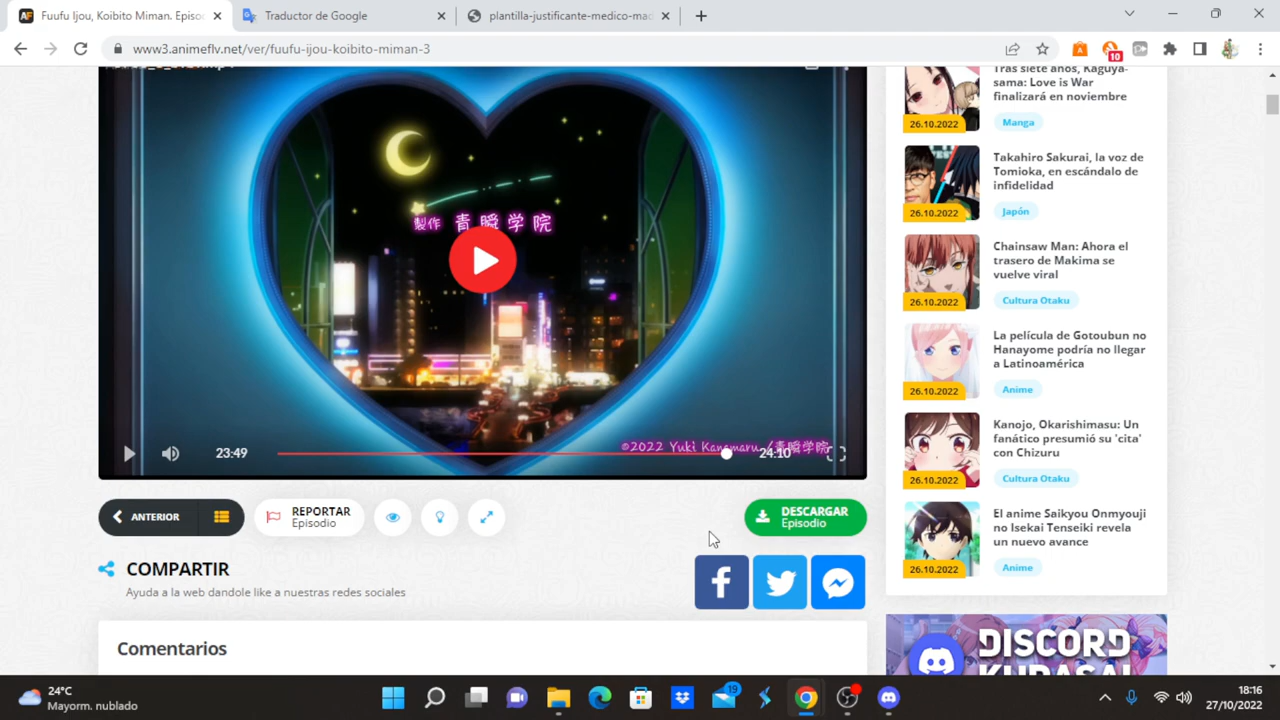 Fuufu Ijou, Koibito Miman. Episo
Traductor de Google
plantilla-justificante-medico-mad
www3.animeflv.net/ver/fuufu-ijou-koibito-miman-3
10
製作 青瞬学院
©2022 Yuki Kanamaru／青瞬学院
23:49
24:10
ANTERIOR
REPORTAR
Episodio
DESCARGAR
Episodio
COMPARTIR
Ayuda a la web dandole like a nuestras redes sociales
Comentarios
Tras siete años, Kaguya-
sama: Love is War
finalizará en noviembre
26.10.2022
Manga
Takahiro Sakurai, la voz de
Tomioka, en escándalo de
infidelidad
26.10.2022
Japón
Chainsaw Man: Ahora el
trasero de Makima se
vuelve viral
26.10.2022
Cultura Otaku
La película de Gotoubun no
Hanayome podría no llegar
a Latinoamérica
26.10.2022
Anime
Kanojo, Okarishimasu: Un
fanático presumió su 'cita'
con Chizuru
26.10.2022
Cultura Otaku
El anime Saikyou Onmyouji
no Isekai Tenseiki revela
un nuevo avance
26.10.2022
Anime
DISCORD
KUDASAI
24°C
Mayorm. nublado
19
18:16
27/10/2022